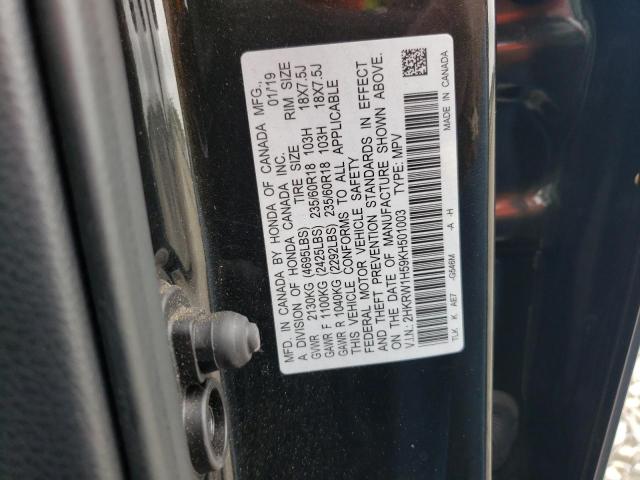 MFD. IN CANADA BY HONDA OF CANADA MFG.,
A DIVISION OF HONDA CANADA INC. 01/19
TIRE SIZE RIM SIZE
GVWR 2130KG (4695LBS)
GAWR F 1100KG (2425LBS) 235/60R18 103H 18X7.5J
GAWR R 1040KG (2292LBS) 235/60R18 103H 18X7.5J
THIS VEHICLE CONFORMS TO ALL APPLICABLE
FEDERAL MOTOR VEHICLE SAFETY
AND THEFT PREVENTION STANDARDS IN EFFECT
ON THE DATE OF MANUFACTURE SHOWN ABOVE.
V.I.N.: 2HKRW1H59KH501003 TYPE: MPV
TLK K AE7 -G546M -A -H MADE IN CANADA